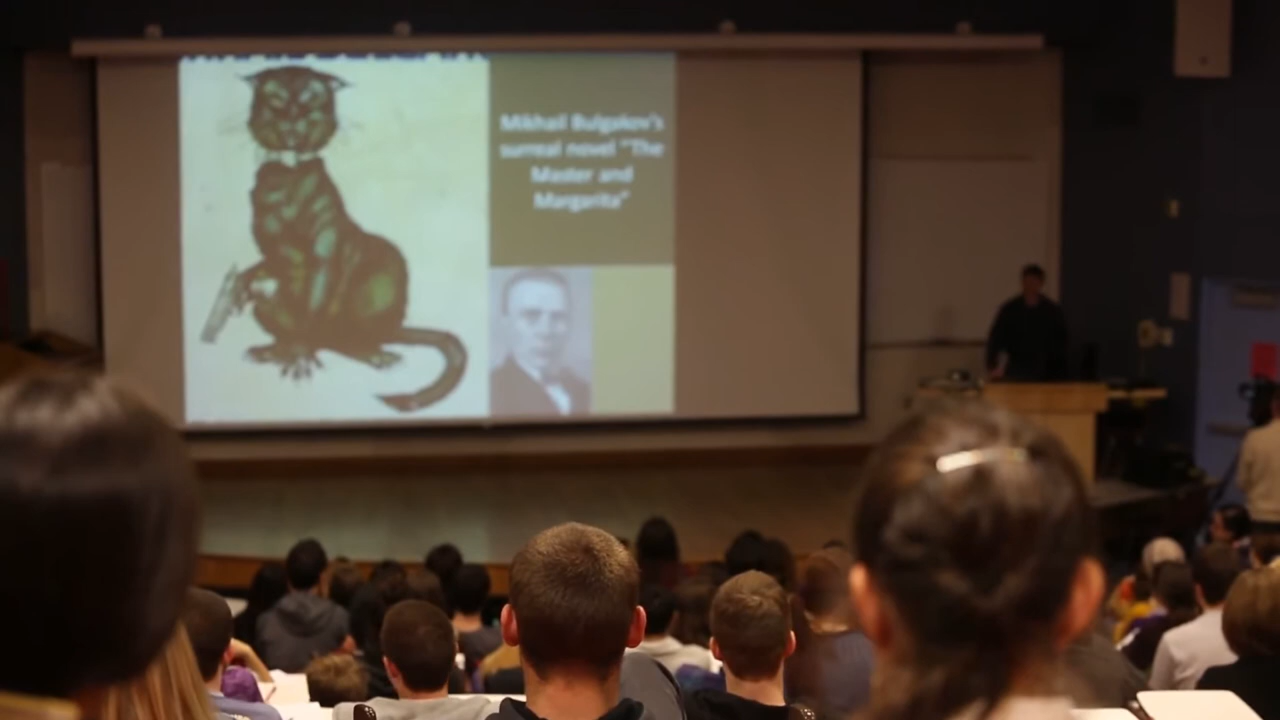 Mikhail Bulgakov's
surreal novel "The
Master and
Margarita"